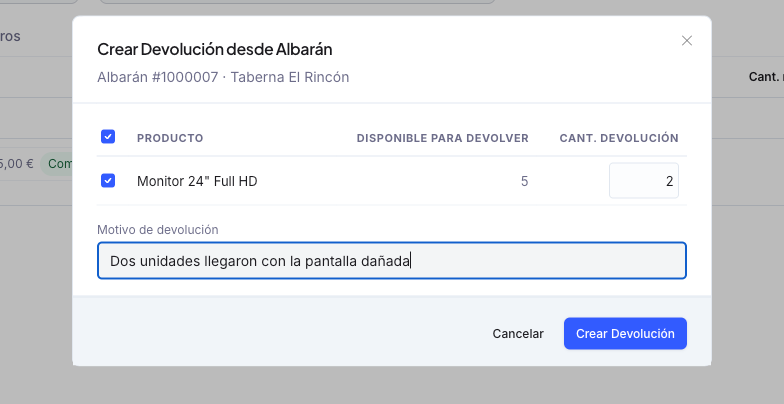 ros
Crear Devolución desde Albarán
Albarán #1000007 · Taberna El Rincón
Cant.
PRODUCTO DISPONIBLE PARA DEVOLVER CANT. DEVOLUCIÓN
5,00 € Com
Monitor 24" Full HD 5 2
Motivo de devolución
Dos unidades llegaron con la pantalla dañada
Cancelar Crear Devolución